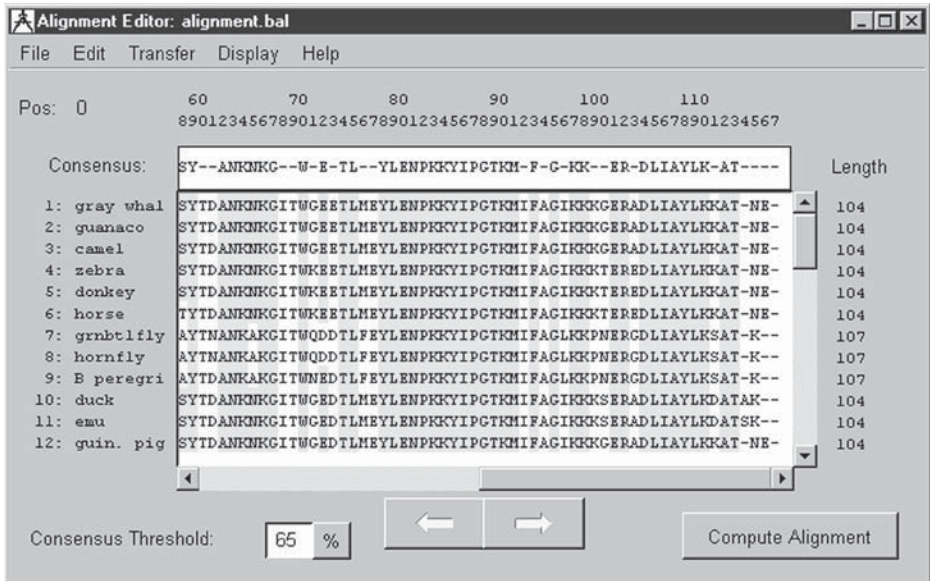 Alignment Editor: alignment.bal
File Edit Transfer Display Help
60 70 80 90 100 110
Pos: 0
890123456789012345678901234567890123456789012345678901234567
Consensus: SY--ANKNKG--W-E-TL--YLENPKKYIPGTKM-F-G-KK--ER-DLIAYLK-AT---- Length
1: gray whal SYTDANKNKGITWGEETLMEYLENPKKYIPGTKMIFAGIKKKGERADLIAYLKKAT-NE- 104
2: guanaco SYTDANKNKGITWGEETLMEYLENPKKYIPGTKMIFAGIKKKGERADLIAYLKKAT-NE- 104
3: camel SYTDANKNKGITWGEETLMEYLENPKKYIPGTKMIFAGIKKKGERADLIAYLKKAT-NE- 104
4: zebra SYTDANKNKGITWKEETLMEYLENPKKYIPGTKMIFAGIKKKTEREDLIAYLKKAT-NE- 104
5: donkey SYTDANKNKGITWKEETLMEYLENPKKYIPGTKMIFAGIKKKTEREDLIAYLKKAT-NE- 104
6: horse TYTDANKNKGITWKEETLMEYLENPKKYIPGTKMIFAGIKKKTEREDLIAYLKKAT-NE- 104
7: grnbtlfly AYTNANKAKGITWQDDTLFEYLENPKKYIPGTKMIFAGLKKPNERGDLIAYLKSAT-K-- 107
8: hornfly AYTNANKAKGITWQDDTLFEYLENPKKYIPGTKMIFAGLKKPNERGDLIAYLKSAT-K-- 107
9: B peregri AYTDANKAKGITWNEDTLFEYLENPKKYIPGTKMIFAGLKKPNERGDLIAYLKSAT-K-- 107
10: duck SYTDANKNKGITWGEDTLMEYLENPKKYIPGTKMIFAGIKKKSERADLIAYLKDATAK-- 104
11: emu SYTDANKNKGITWGEDTLMEYLENPKKYIPGTKMIFAGIKKKSERADLIAYLKDATSK-- 104
12: guin. pig SYTDANKNKGITWGEDTLMEYLENPKKYIPGTKMIFAGIKKKGERADLIAYLKKAT-NE- 104
Consensus Threshold: 65 % Compute Alignment